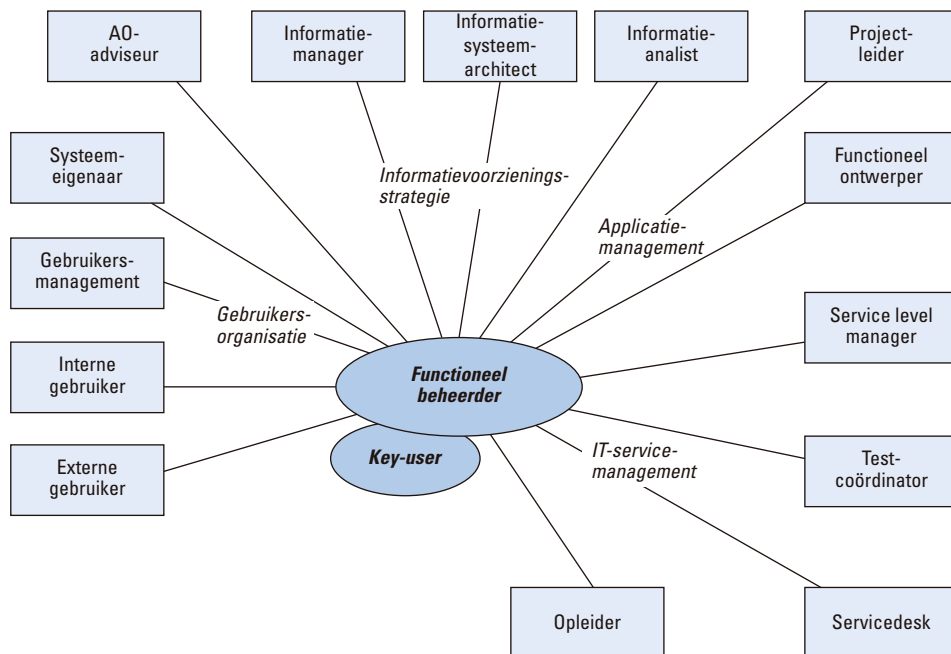 AO-
adviseur
Informatie-
manager
Informatie-
systeem-
architect
Informatie-
analist
Project-
leider
Systeem-
eigenaar
Functioneel
ontwerper
Informatievoorzienings-
strategie
Applicatie-
management
Gebruikers-
management
Gebruikers-
organisatie
Service level
manager
Interne
gebruiker
Functioneel
beheerder
Key-user
IT-service-
management
Externe
gebruiker
Test-
coördinator
Opleider
Servicedesk